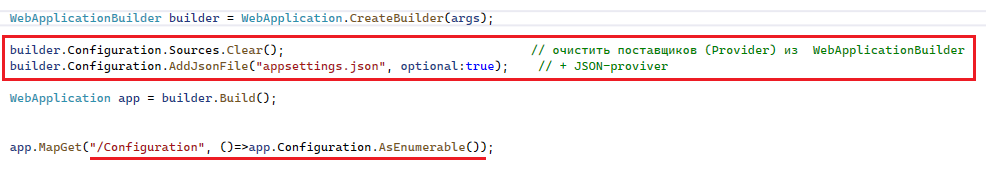 WebApplicationBuilder builder = WebApplication.CreateBuilder(args);
builder.Configuration.Sources.Clear(); // очистить поставщиков (Provider) из WebApplicationBuilder
builder.Configuration.AddJsonFile("appsettings.json", optional:true); // + JSON-proviver
WebApplication app = builder.Build();
app.MapGet("/Configuration", ()=>app.Configuration.AsEnumerable());